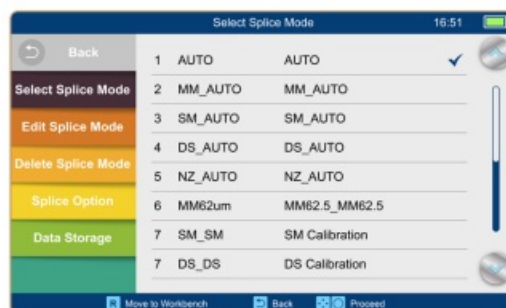 Select Splice Mode 16:51
Back
Select Splice Mode
Edit Splice Mode
Delete Splice Mode
Splice Option
Data Storage
1 AUTO AUTO
2 MM_AUTO MM_AUTO
3 SM_AUTO SM_AUTO
4 DS_AUTO DS_AUTO
5 NZ_AUTO NZ_AUTO
6 MM62um MM62.5_MM62.5
7 SM_SM SM Calibration
7 DS_DS DS Calibration
R Move to Workbench Back Proceed